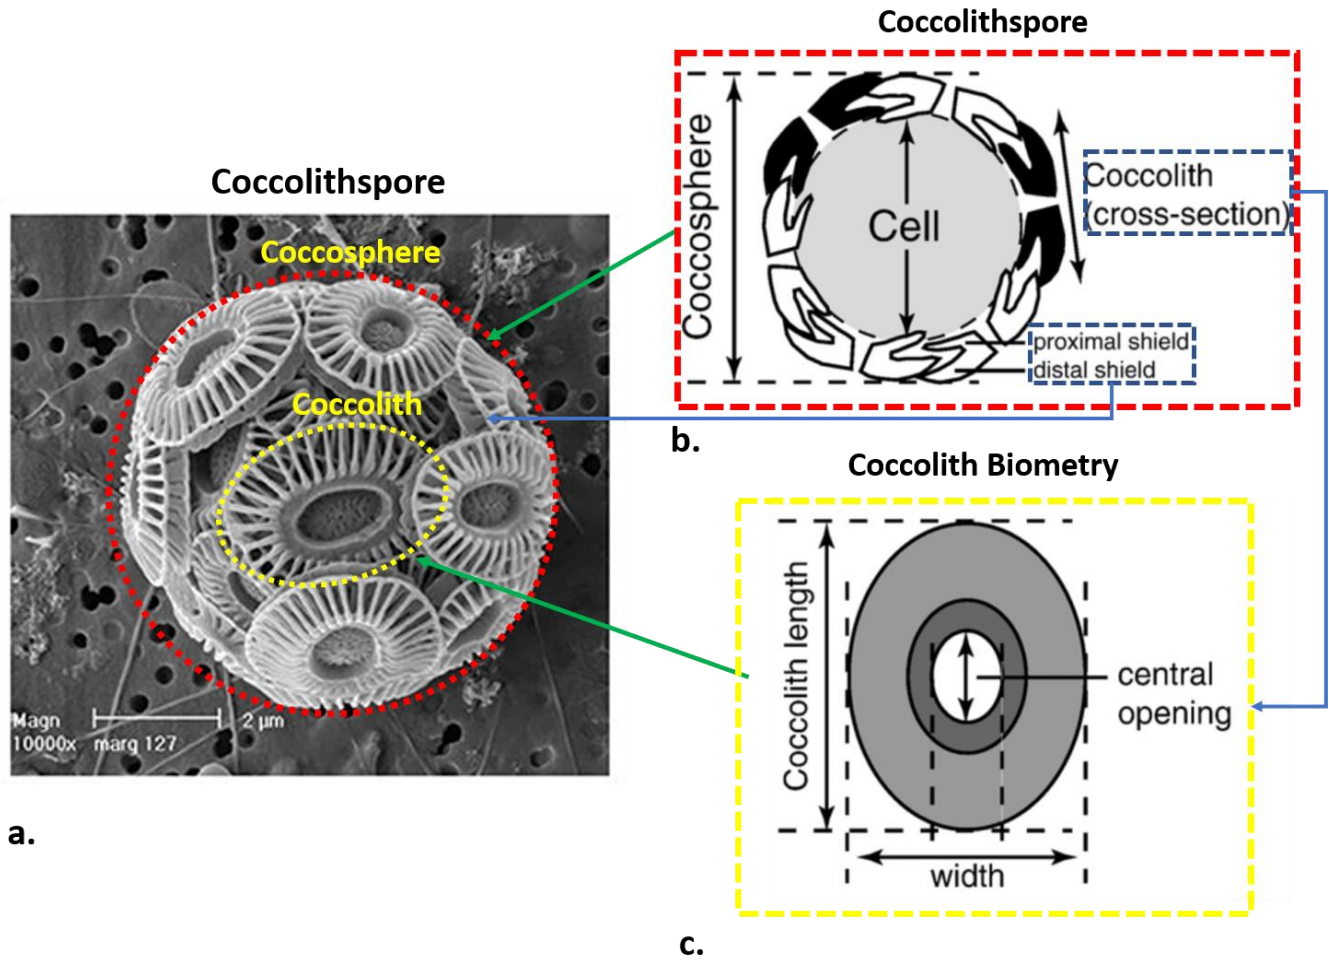 Coccolithspore
Coccosphere
Coccolith
Magn
10000x marg 127
2 µm
a.
Coccolithspore
Coccosphere
Cell
Coccolith
(cross-section)
proximal shield
distal shield
b.
Coccolith Biometry
Coccolith length
central
opening
width
c.